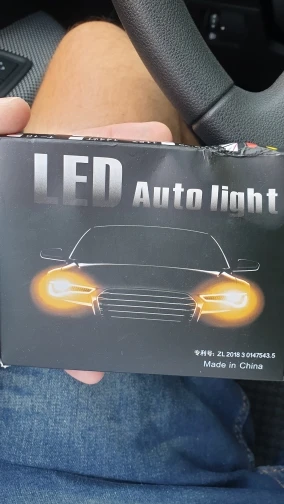 LED Auto light
专利号: ZL 2018 3 0147543.5
Made in China